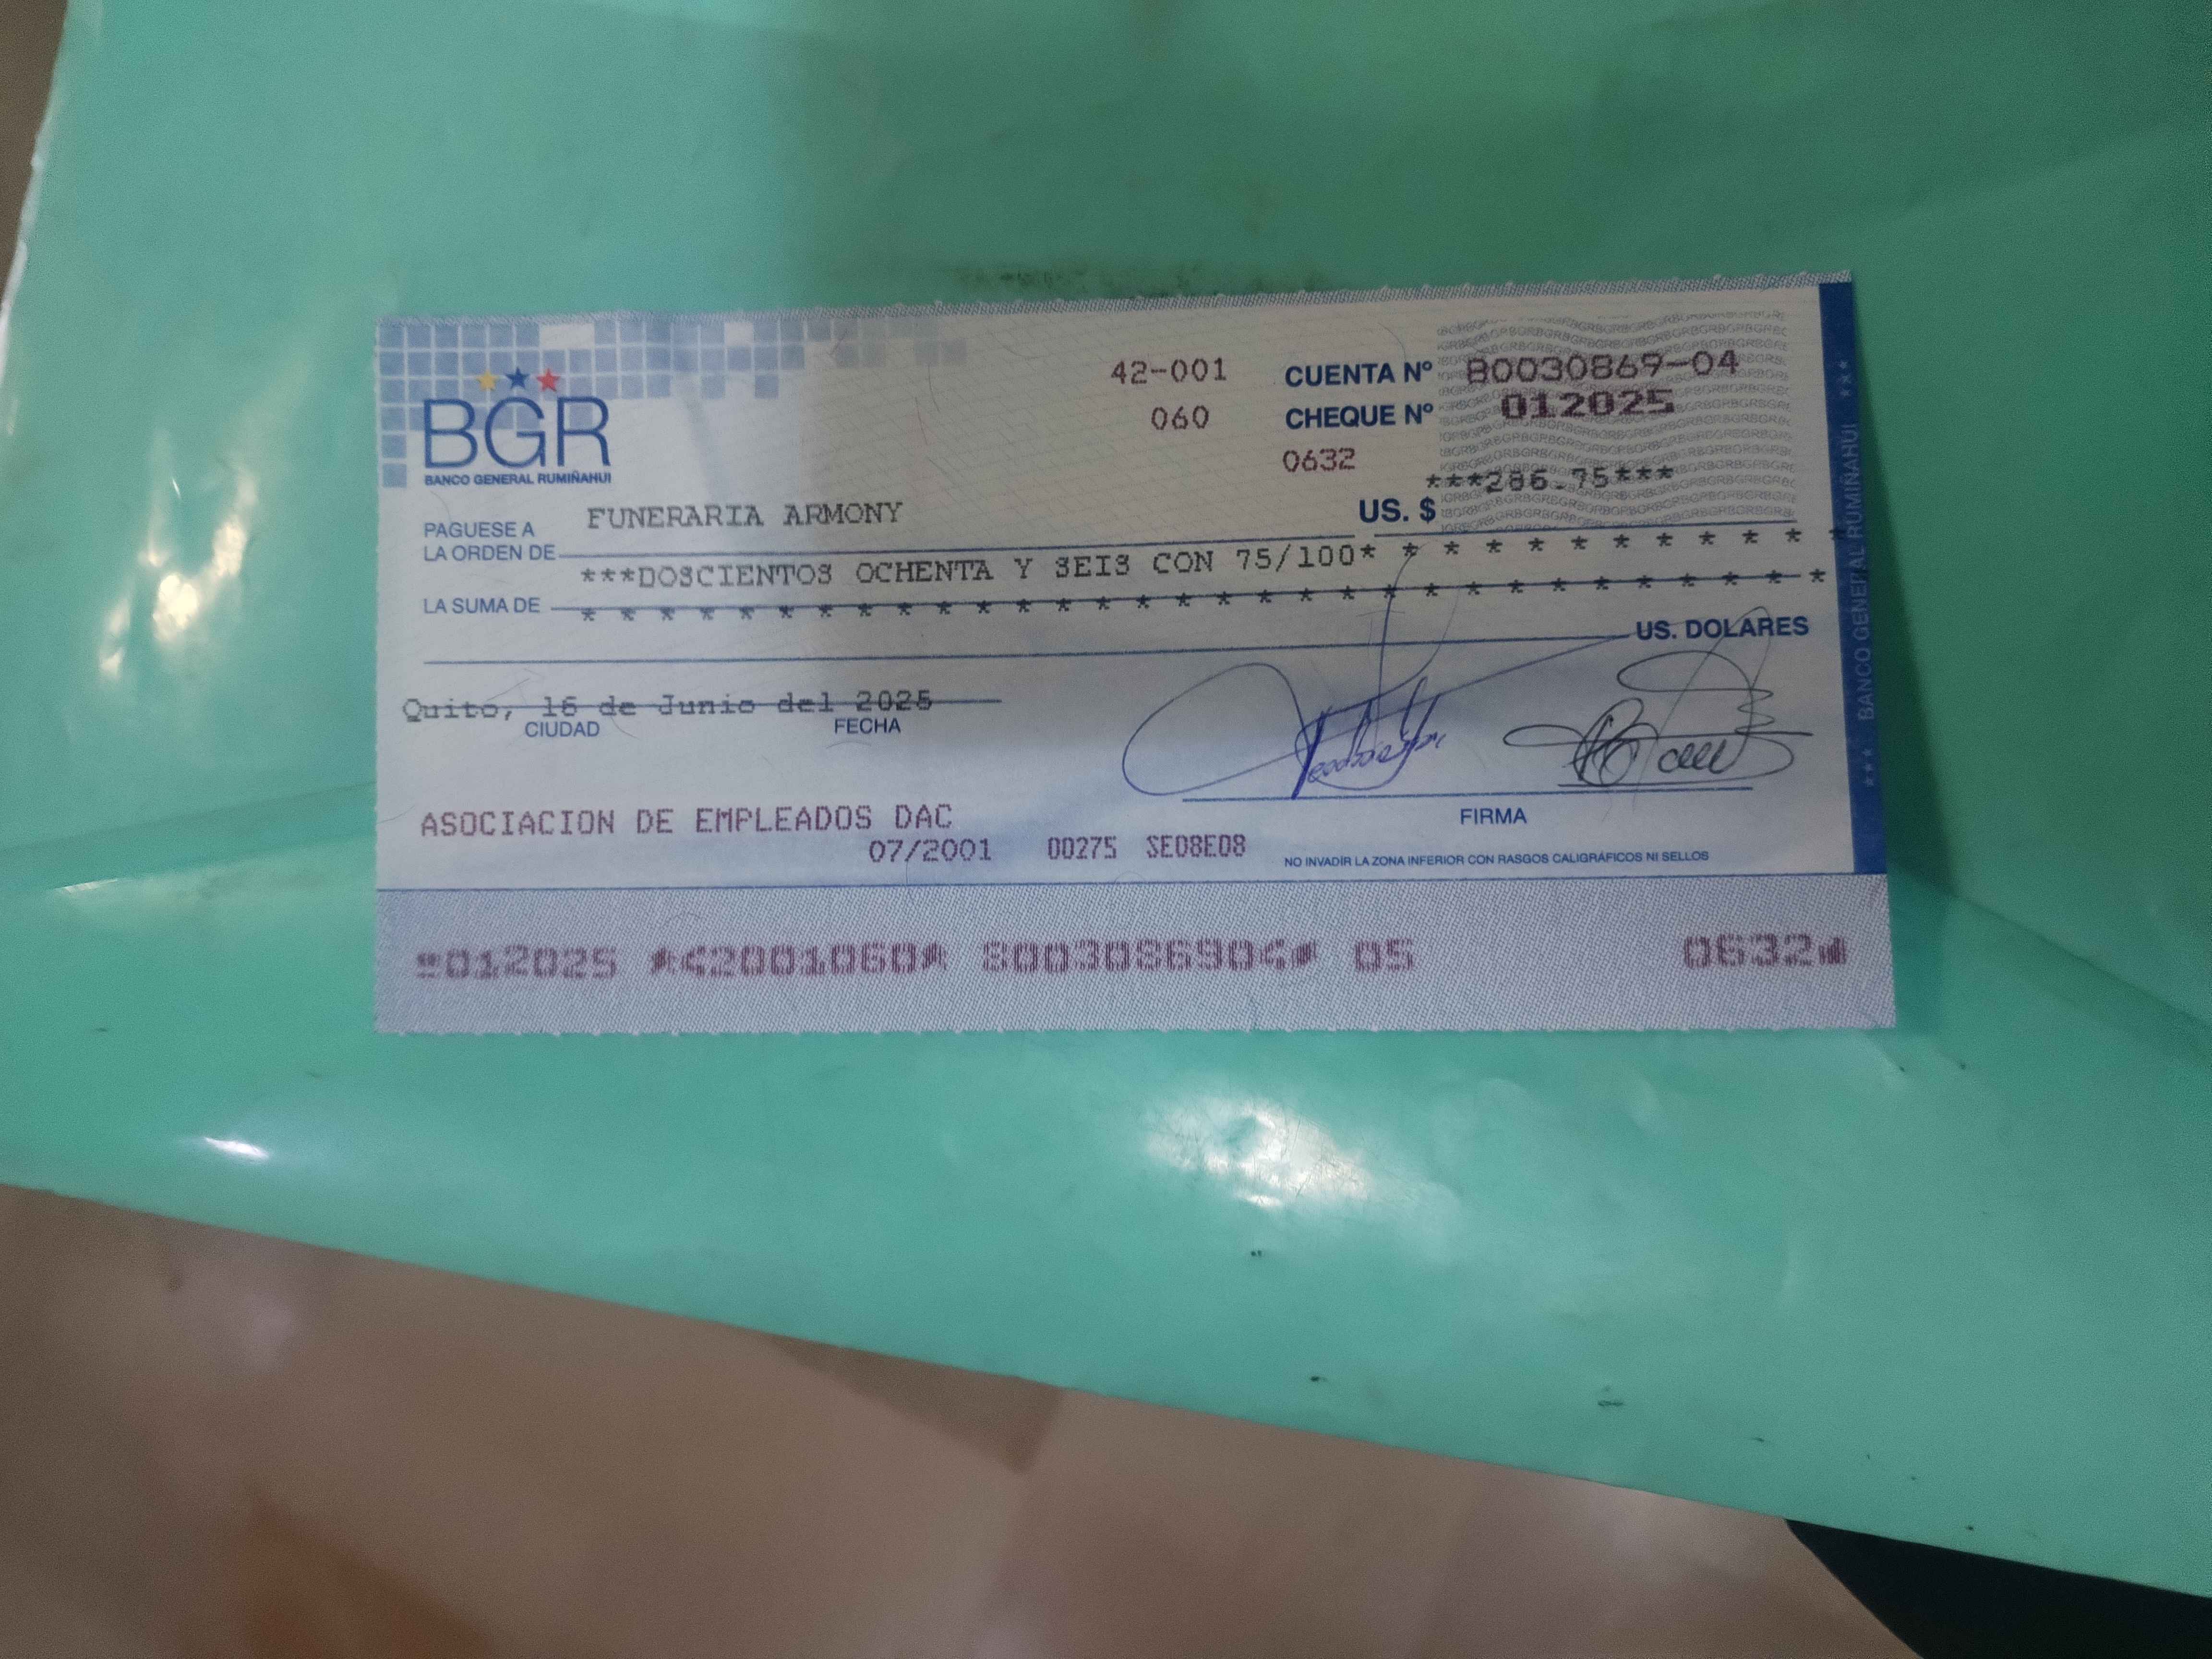 42-001 CUENTA Nº 80030869-04
060 CHEQUE Nº 012025
0632
BGR
BANCO GENERAL RUMIÑAHUI
***286.75***
US. $
PAGUESE A
LA ORDEN DE FUNERARIA ARMONY
***DOSCIENTOS OCHENTA Y SEIS CON 75/100* * * * * * * * * * * *
LA SUMA DE * * * * * * * * * * * * * * * * * * * * * * * * * * * * * * *
US. DOLARES
Quito, 16 de Junio del 2025
CIUDAD FECHA
ASOCIACION DE EMPLEADOS DAC
FIRMA
07/2001 00275 SE08E08
NO INVADIR LA ZONA INFERIOR CON RASGOS CALIGRÁFICOS NI SELLOS
012025 42001060 8003086904 05 0632
*** BANCO GENERAL RUMIÑAHUI ***